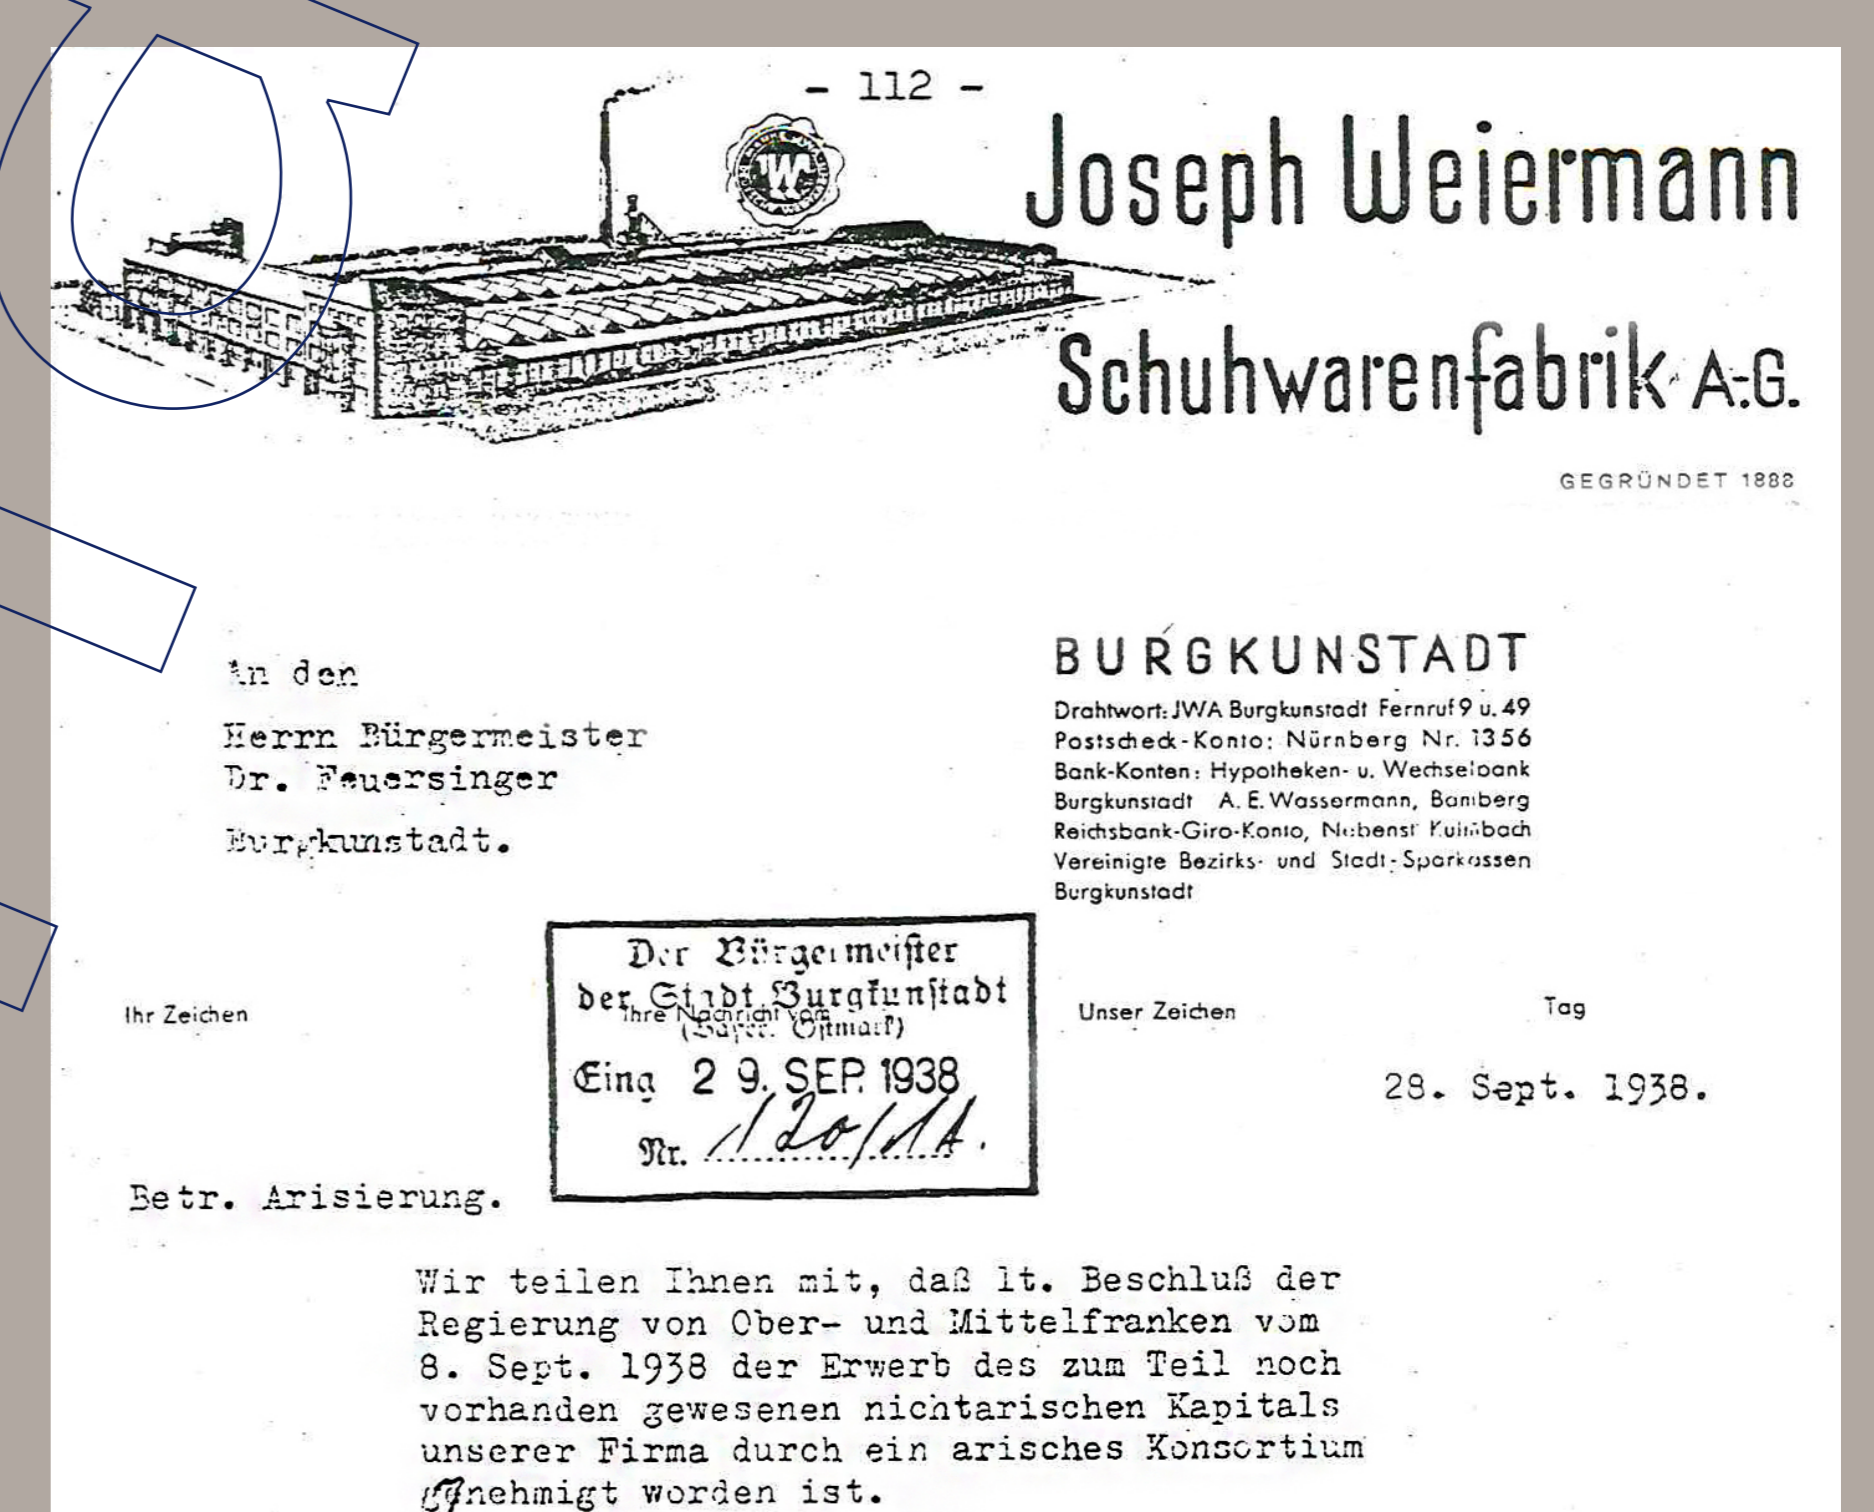 - 112 -
W
Joseph Weiermann
Schuhwarenfabrik A.-G.
GEGRÜNDET 1888
An den
Herrn Bürgermeister
Dr. Feuersinger
Burgkunstadt.
BURGKUNSTADT
Drahtwort: JWA Burgkunstadt Fernruf 9 u. 49
Postscheck-Konto: Nürnberg Nr. 1356
Bank-Konten: Hypotheken- u. Wechselbank
Burgkunstadt A. E. Wassermann, Bamberg
Reichsbank-Giro-Konto, Nebenst Kulmbach
Vereinigte Bezirks- und Stadt-Sparkassen
Burgkunstadt
Der Bürgermeister
der Stadt Burgkunstadt
(Bayer. Ostmark)
Eing 29. SEP. 1938
Nr.
Ihr Zeichen
Ihre Nachricht vom
Unser Zeichen
Tag
28. Sept. 1938.
Betr. Arisierung.
Wir teilen Ihnen mit, daß lt. Beschluß der
Regierung von Ober- und Mittelfranken vom
8. Sept. 1938 der Erwerb des zum Teil noch
vorhanden gewesenen nichtarischen Kapitals
unserer Firma durch ein arisches Konsortium
genehmigt worden ist.